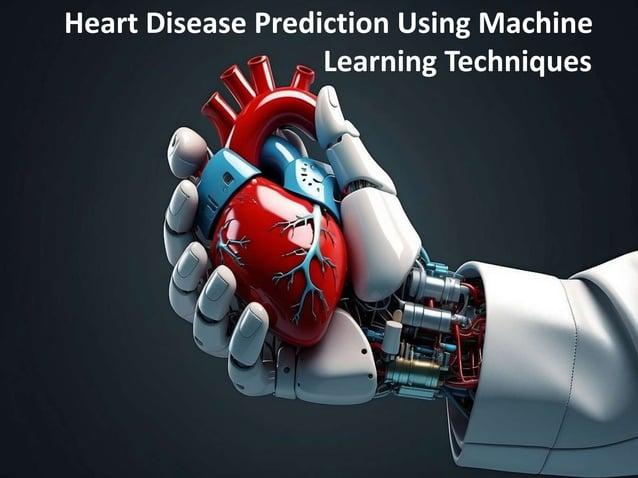 Heart Disease Prediction Using Machine
Learning Techniques